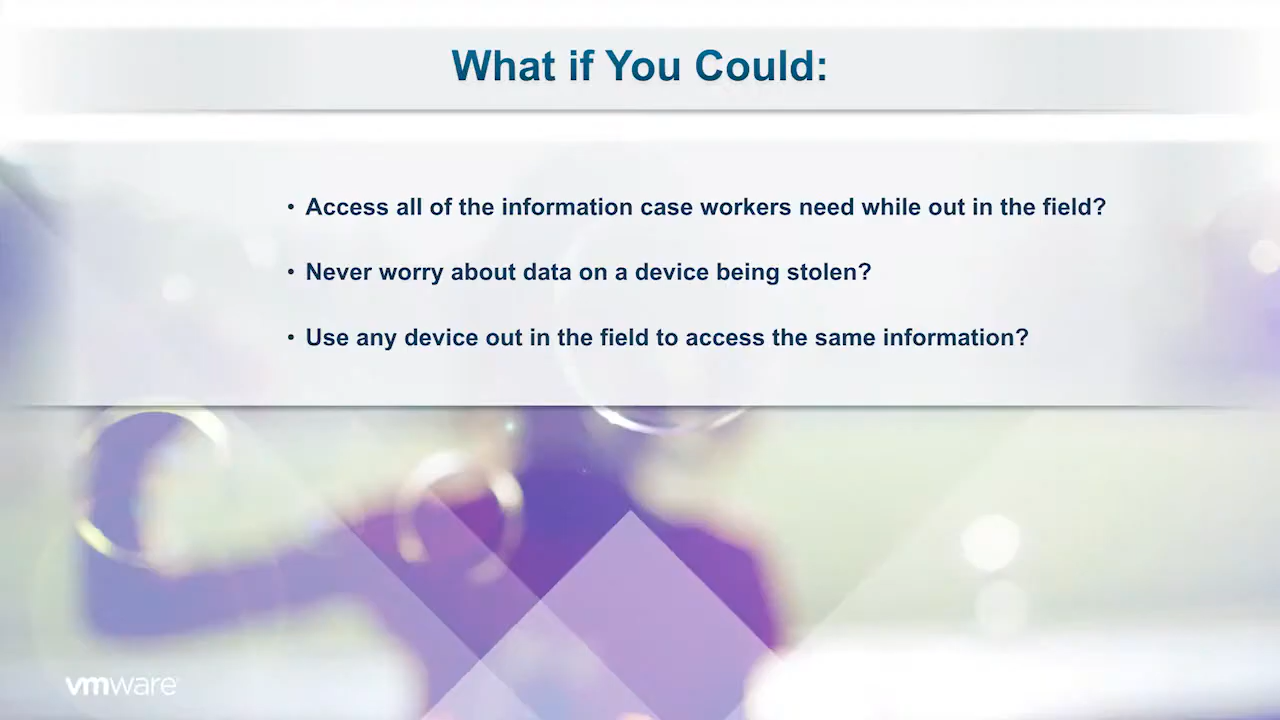 What if You Could:
• Access all of the information case workers need while out in the field?
• Never worry about data on a device being stolen?
• Use any device out in the field to access the same information?
vmware